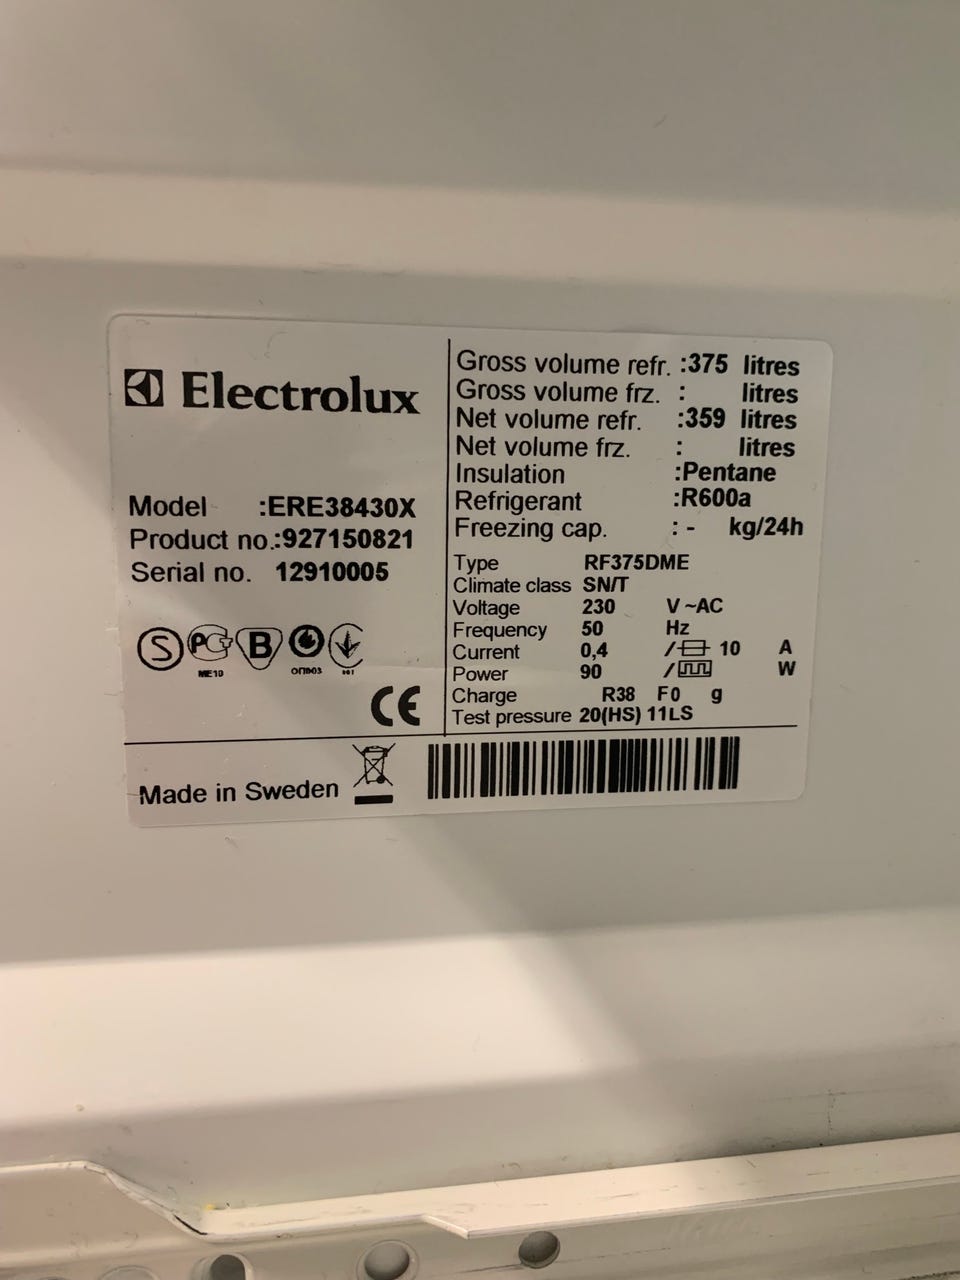 Electrolux
Model :ERE38430X
Product no.:927150821
Serial no. 12910005
S PCT B
ME10 ОП003
CE
Gross volume refr. :375 litres
Gross volume frz. : litres
Net volume refr. :359 litres
Net volume frz. : litres
Insulation :Pentane
Refrigerant :R600a
Freezing cap. : - kg/24h
Type RF375DME
Climate class SN/T
Voltage 230 V ~AC
Frequency 50 Hz
Current 0,4 / 10 A
Power 90 / W
Charge R38 F0 g
Test pressure 20(HS) 11LS
Made in Sweden